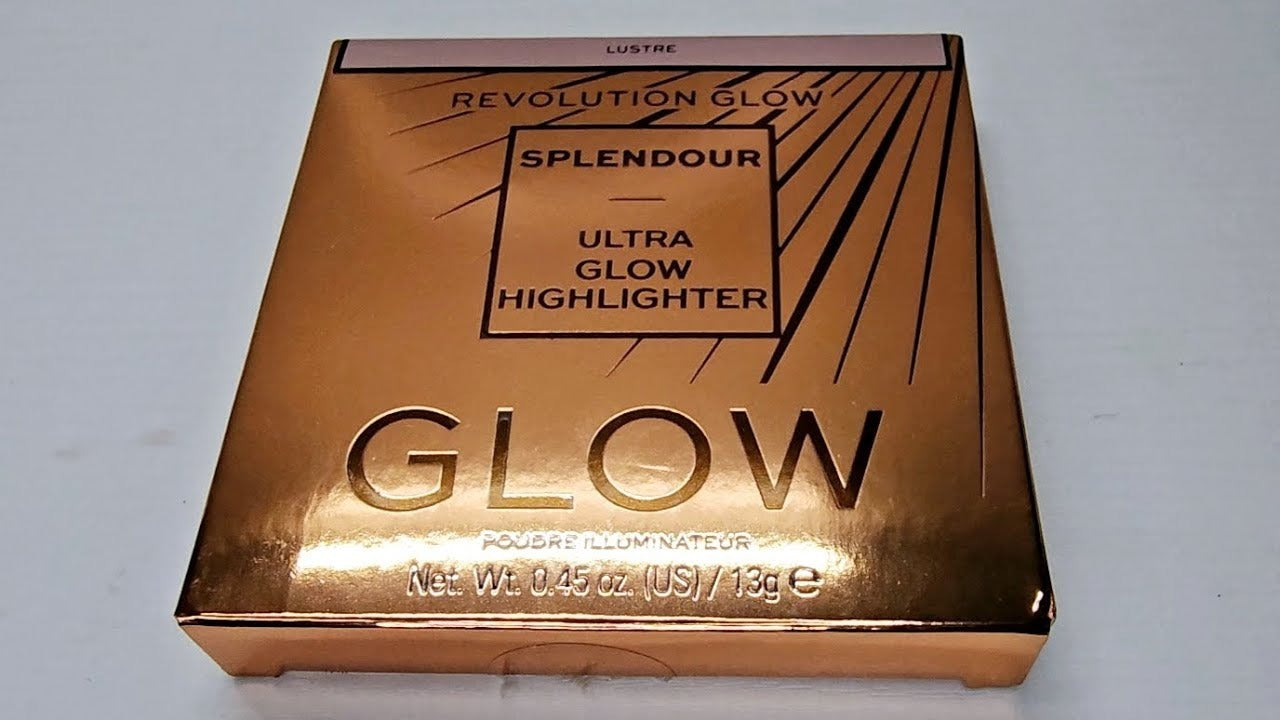 LUSTRE
REVOLUTION GLOW
SPLENDOUR
ULTRA
GLOW
HIGHLIGHTER
GLOW
POUDRE ILLUMINATEUR
Net. Wt. 0.45 oz. (US) / 13g ℮